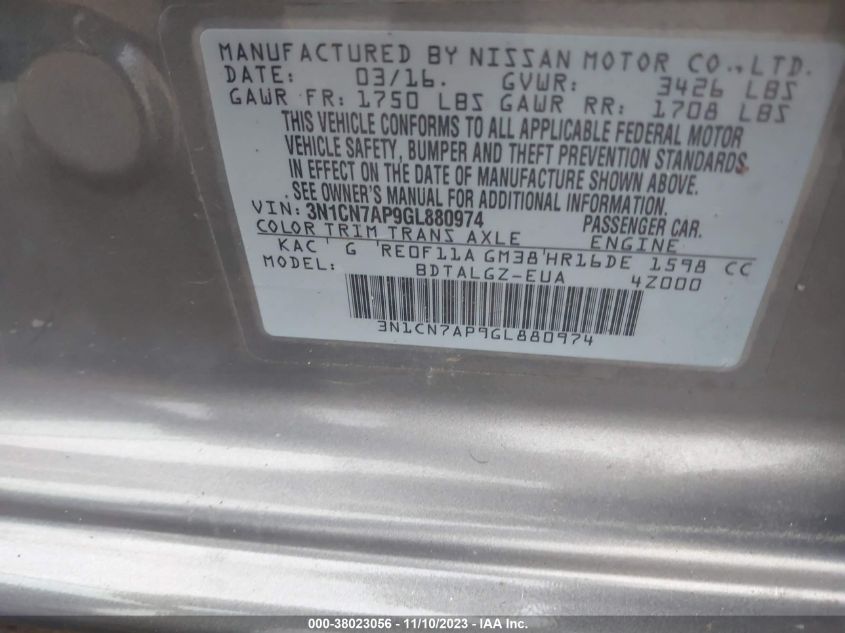 MANUFACTURED BY NISSAN MOTOR CO.,LTD.
DATE: 03/16. GVWR: 3426 LBS
GAWR FR: 1750 LBS GAWR RR: 1708 LBS
THIS VEHICLE CONFORMS TO ALL APPLICABLE FEDERAL MOTOR
VEHICLE SAFETY, BUMPER AND THEFT PREVENTION STANDARDS
IN EFFECT ON THE DATE OF MANUFACTURE SHOWN ABOVE.
SEE OWNER'S MANUAL FOR ADDITIONAL INFORMATION.
VIN: 3N1CN7AP9GL880974 PASSENGER CAR.
COLOR TRIM TRANS AXLE ENGINE
KAC G RE0F11A GM38 HR16DE 1598 CC
MODEL: BDTALGZ-EUA 4Z000
3N1CN7AP9GL880974
000-38023056 - 11/10/2023 - IAA Inc.